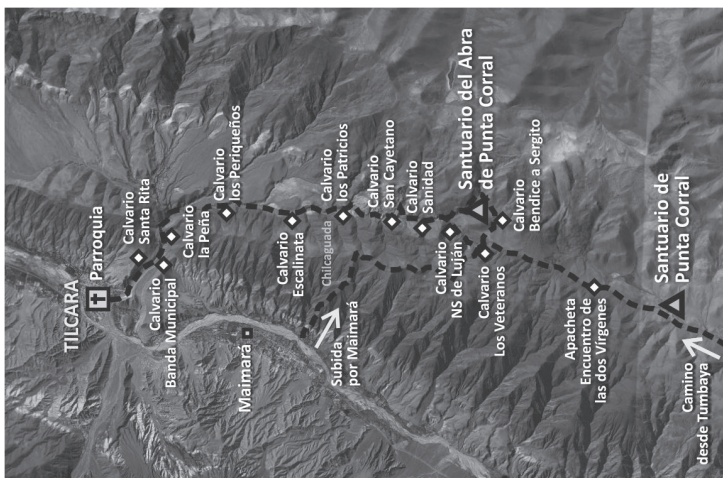 TILCARA
Parroquia
Calvario
Santa Rita
Calvario
Banda Municipal
Calvario
la Peña
Maimará
Calvario
los Periqueños
Calvario
Escalinata
Subida
por Maimará
Chilcaguada
Calvario
los Patricios
Calvario
San Cayetano
Calvario
Sanidad
Calvario
NS de Luján
Santuario del Abra
de Punta Corral
Calvario
Los Veteranos
Calvario
Bendice a Sergito
Apacheta
Encuentro de
las dos Vírgenes
Santuario de
Punta Corral
Camino
desde Tumbaya